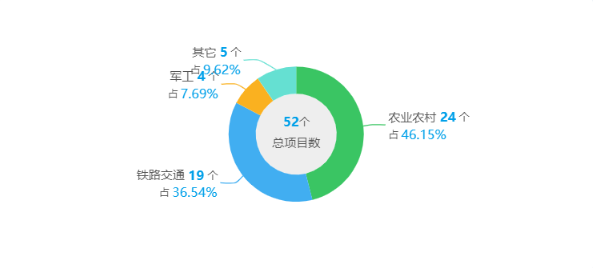 其它 5 个
占 9.62%
军工 4 个
占 7.69%
52个
总项目数
农业农村 24 个
占 46.15%
铁路交通 19 个
占 36.54%